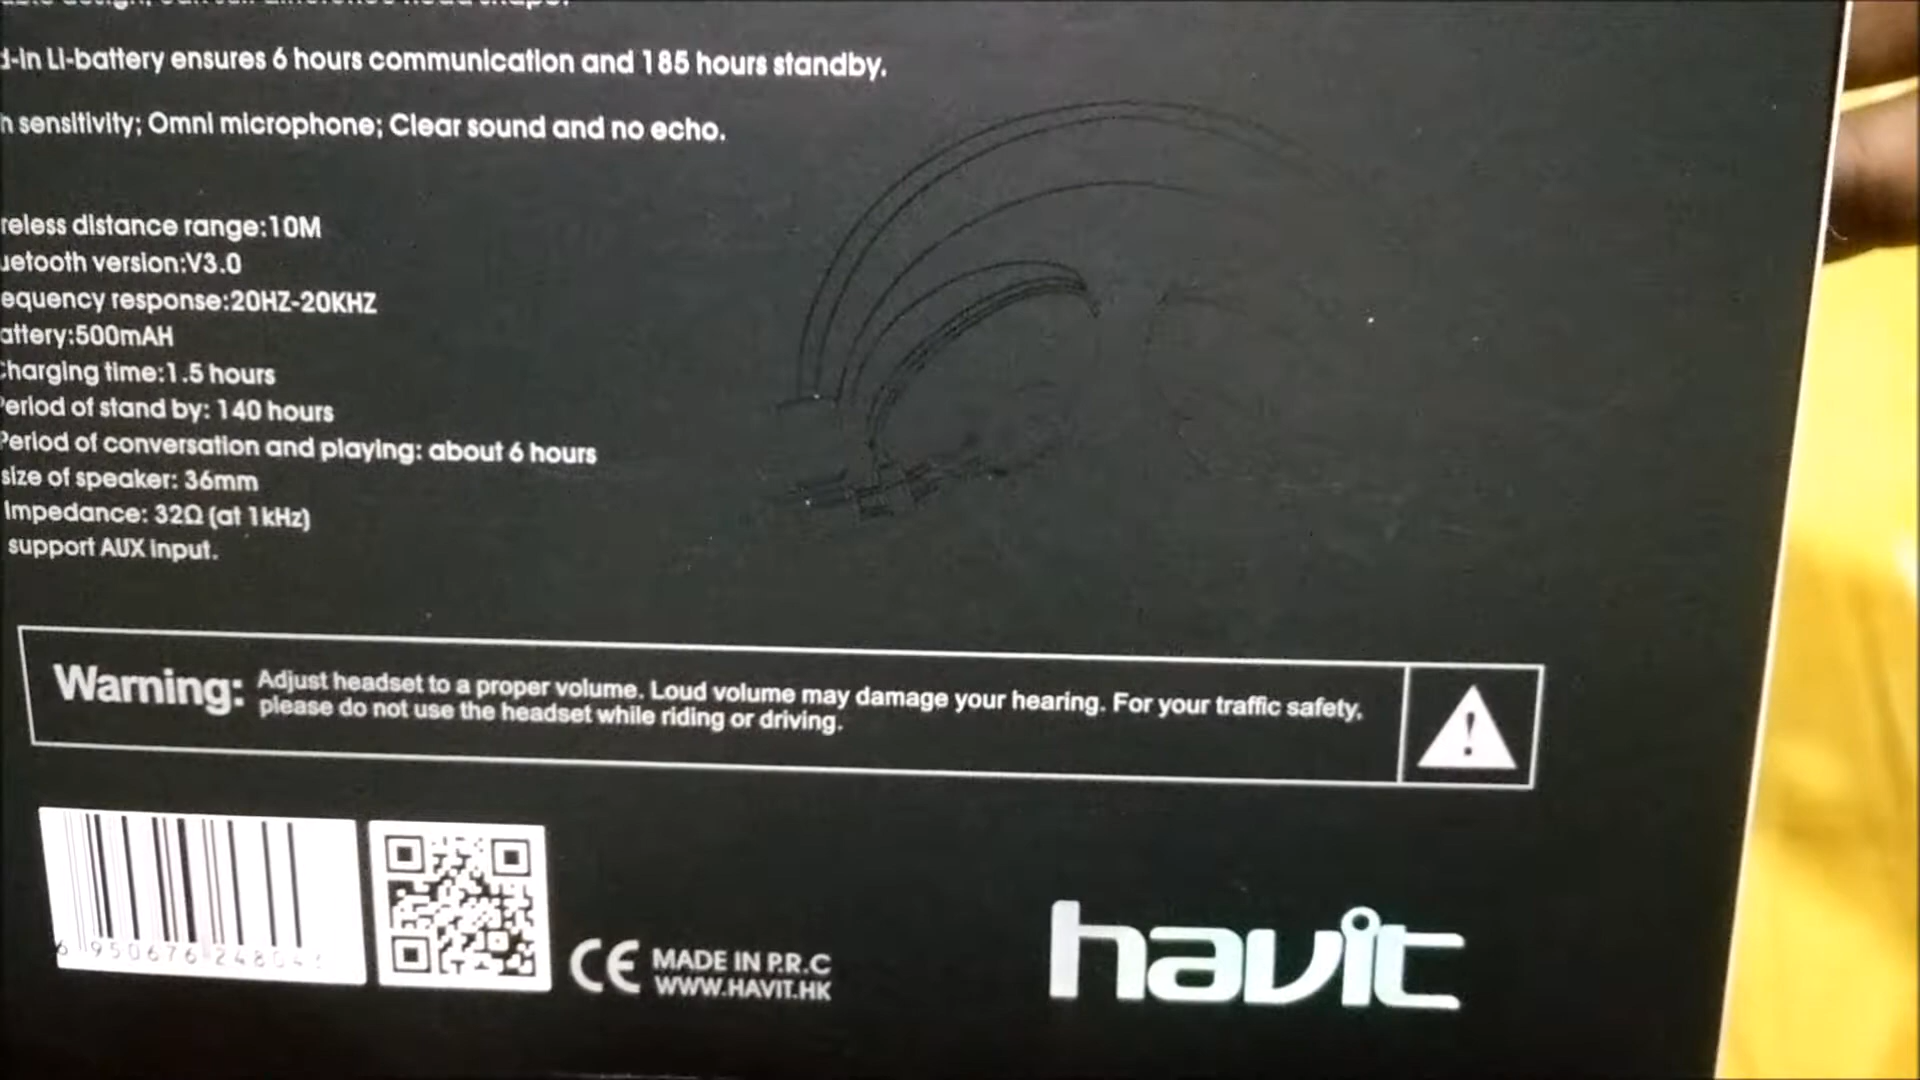 -in Li-battery ensures 6 hours communication and 185 hours standby.
h sensitivity; Omni microphone; Clear sound and no echo.
reless distance range:10M
uetooth version:V3.0
equency response:20HZ-20KHZ
attery:500mAH
Charging time:1.5 hours
Period of stand by: 140 hours
Period of conversation and playing: about 6 hours
size of speaker: 36mm
Impedance: 32Ω (at 1kHz)
support AUX input.
Warning: Adjust headset to a proper volume. Loud volume may damage your hearing. For your traffic safety,
please do not use the headset while riding or driving.
6 950676 24804
CE MADE IN P.R.C
WWW.HAVIT.HK
havit